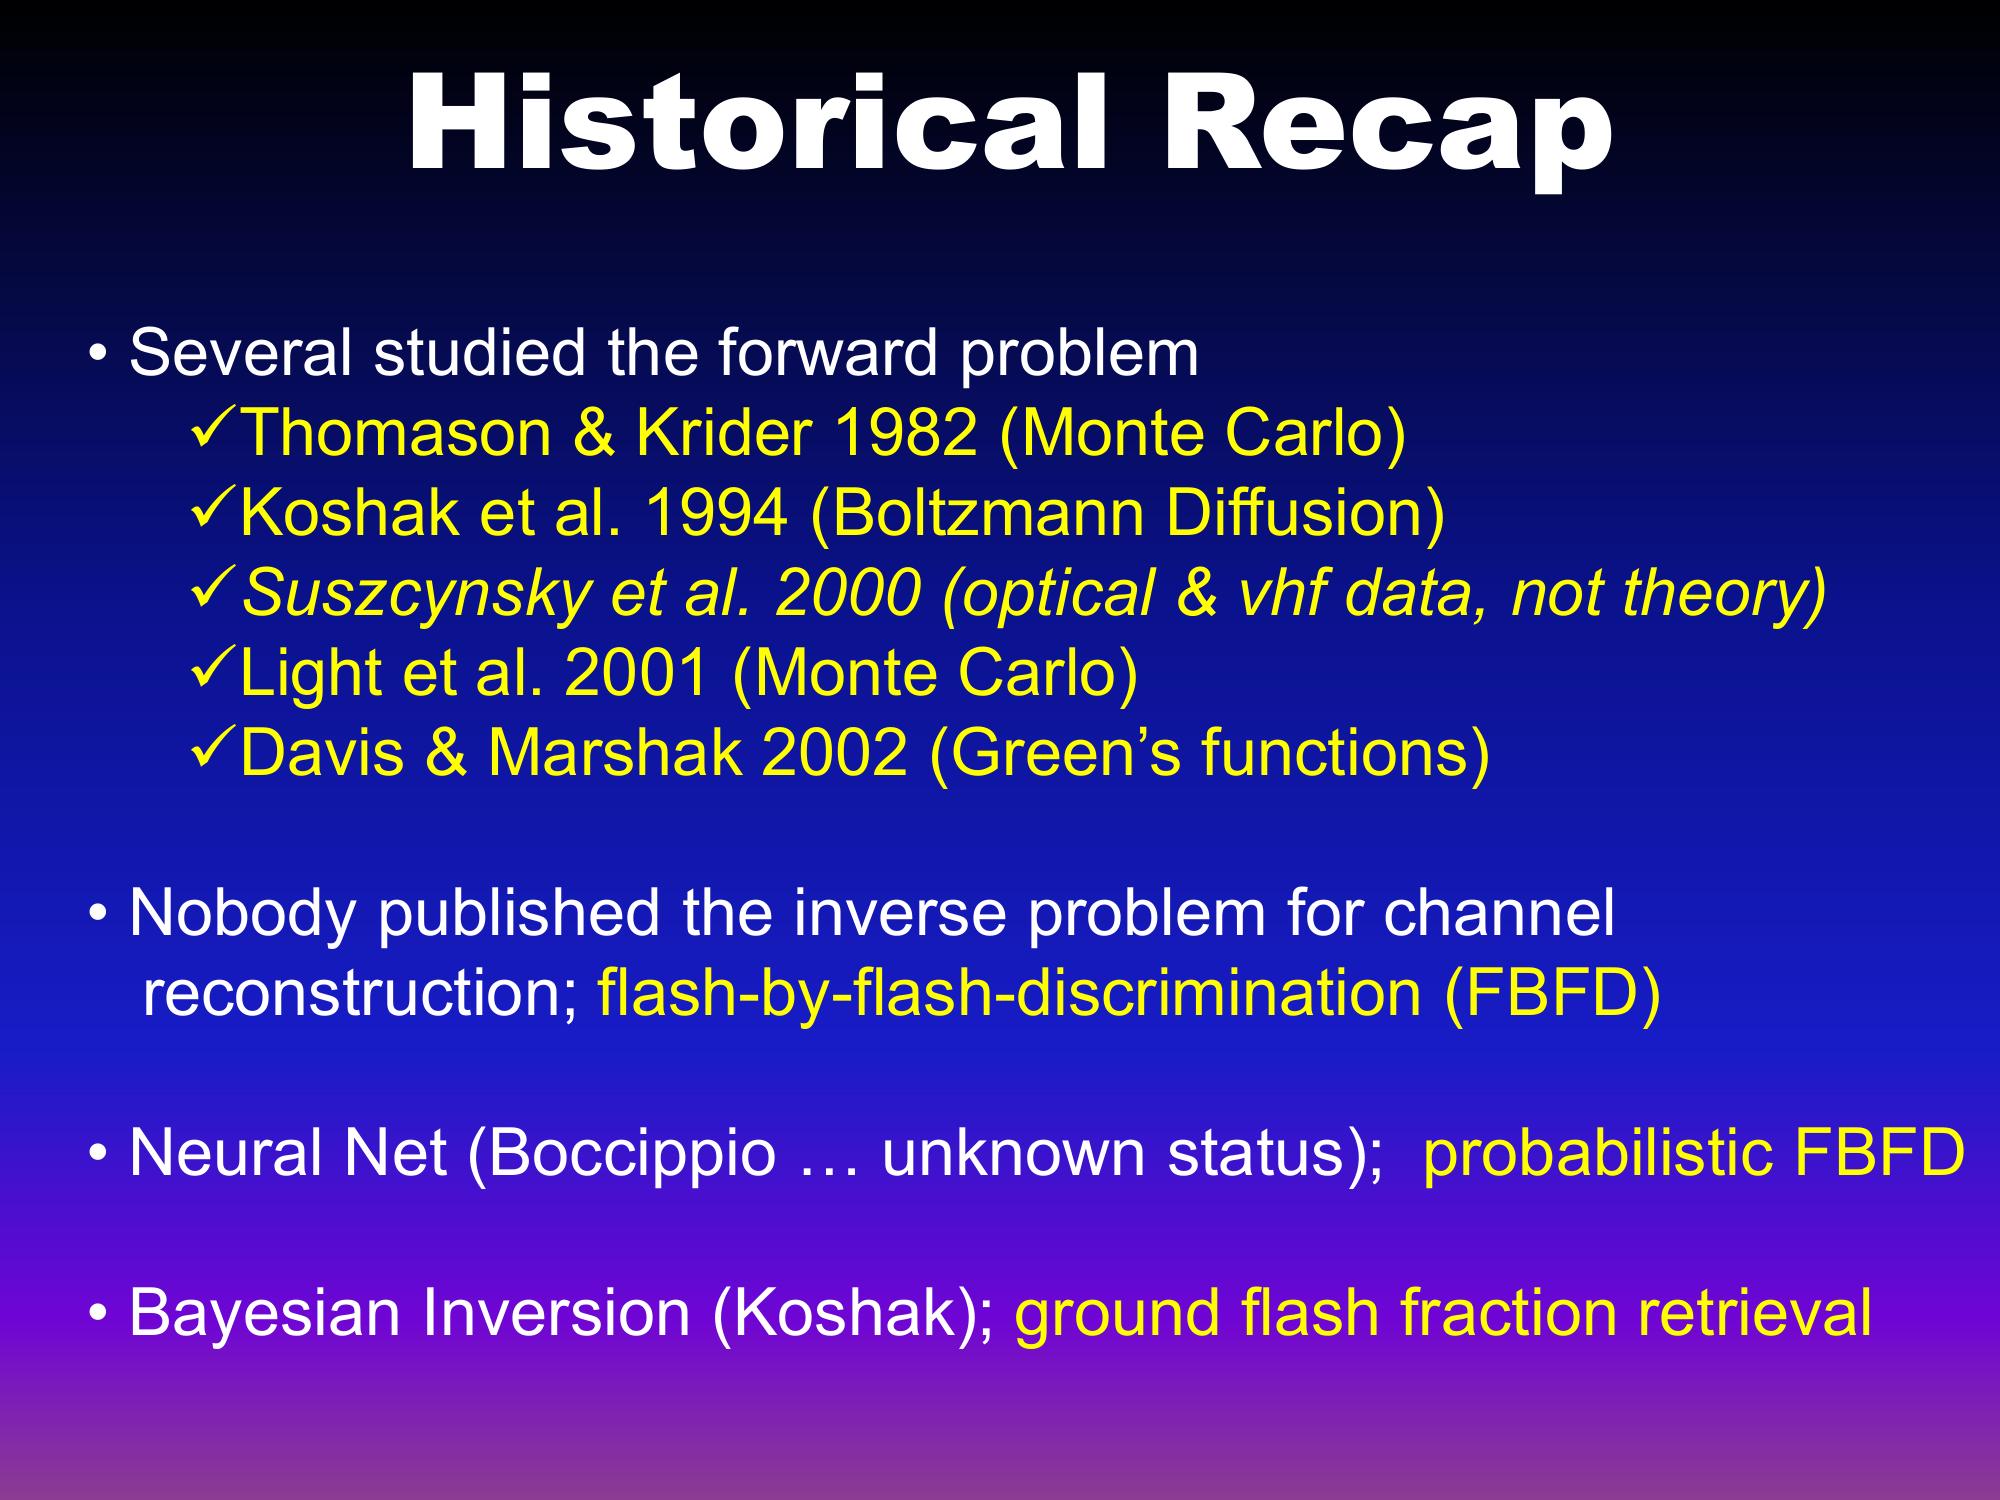 Historical Recap
• Several studied the forward problem
✓Thomason & Krider 1982 (Monte Carlo)
✓Koshak et al. 1994 (Boltzmann Diffusion)
✓Suszcynsky et al. 2000 (optical & vhf data, not theory)
✓Light et al. 2001 (Monte Carlo)
✓Davis & Marshak 2002 (Green’s functions)
• Nobody published the inverse problem for channel
reconstruction; flash-by-flash-discrimination (FBFD)
• Neural Net (Boccippio … unknown status); probabilistic FBFD
• Bayesian Inversion (Koshak); ground flash fraction retrieval